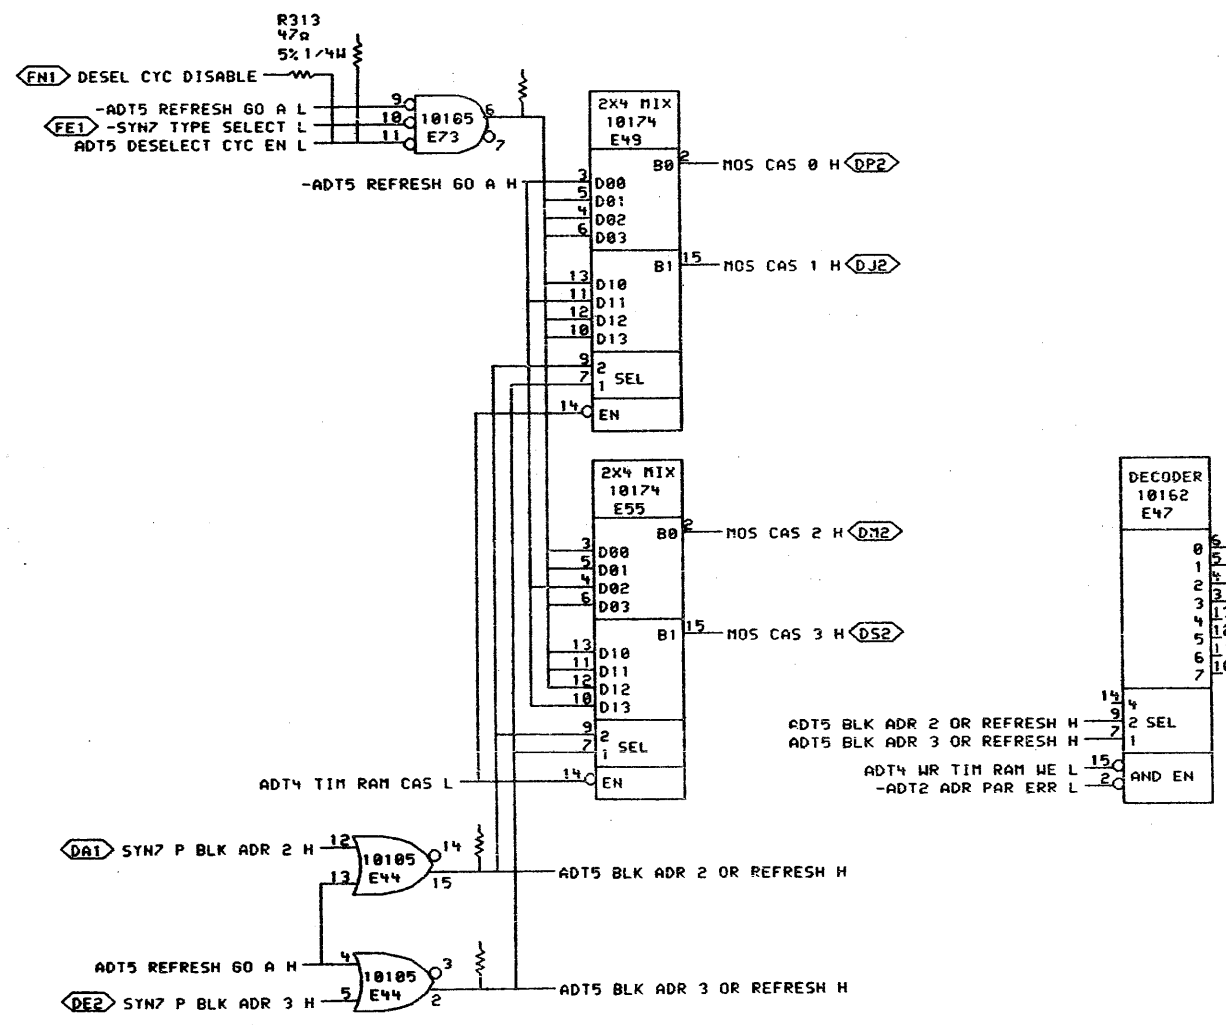 R313
47Ω
5% 1/4W
FN1 DESEL CYC DISABLE
-ADT5 REFRESH GO A L 9
FE1 -SYN7 TYPE SELECT L 10
ADT5 DESELECT CYC EN L 11
10165
E73
6
7
2X4 MIX
10174
E49
B0 2 MOS CAS 0 H DP2
-ADT5 REFRESH GO A H
3 D00
5 D01
4 D02
6 D03
B1 15 MOS CAS 1 H DJ2
13 D10
11 D11
12 D12
10 D13
9 2
7 1 SEL
14 EN
2X4 MIX
10174
E55
B0 2 MOS CAS 2 H DM2
3 D00
5 D01
4 D02
6 D03
B1 15 MOS CAS 3 H DS2
13 D10
11 D11
12 D12
10 D13
9 2
7 1 SEL
ADT4 TIM RAM CAS L 14 EN
DECODER
10162
E47
0
1 5
2
3 3
4
5 12
6 1
7
14 4
ADT5 BLK ADR 2 OR REFRESH H 9 2 SEL
ADT5 BLK ADR 3 OR REFRESH H 7 1
ADT4 WR TIM RAM WE L 15
-ADT2 ADR PAR ERR L 2
AND EN
DA1 SYN7 P BLK ADR 2 H 12
13
10105
E44
14
15
ADT5 BLK ADR 2 OR REFRESH H
ADT5 REFRESH GO A H 4
DE2 SYN7 P BLK ADR 3 H 5
10105
E44
3
2
ADT5 BLK ADR 3 OR REFRESH H